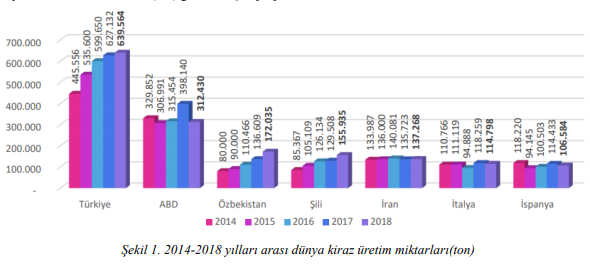 700.000
600.000
500.000
400.000
300.000
200.000
100.000
-
445.556 535.600 599.650 627.132 639.564
329.852 306.991 315.454 398.140 312.430
80.000 90.000 110.466 136.609 172.035
85.367 105.109 126.134 129.508 155.935
133.987 136.000 140.081 135.723 137.268
110.766 111.119 94.888 118.259 114.798
118.220 94.145 100.503 114.433 106.584
Türkiye ABD Özbekistan Şili İran İtalya İspanya
2014 2015 2016 2017 2018
Şekil 1. 2014-2018 yılları arası dünya kiraz üretim miktarları(ton)